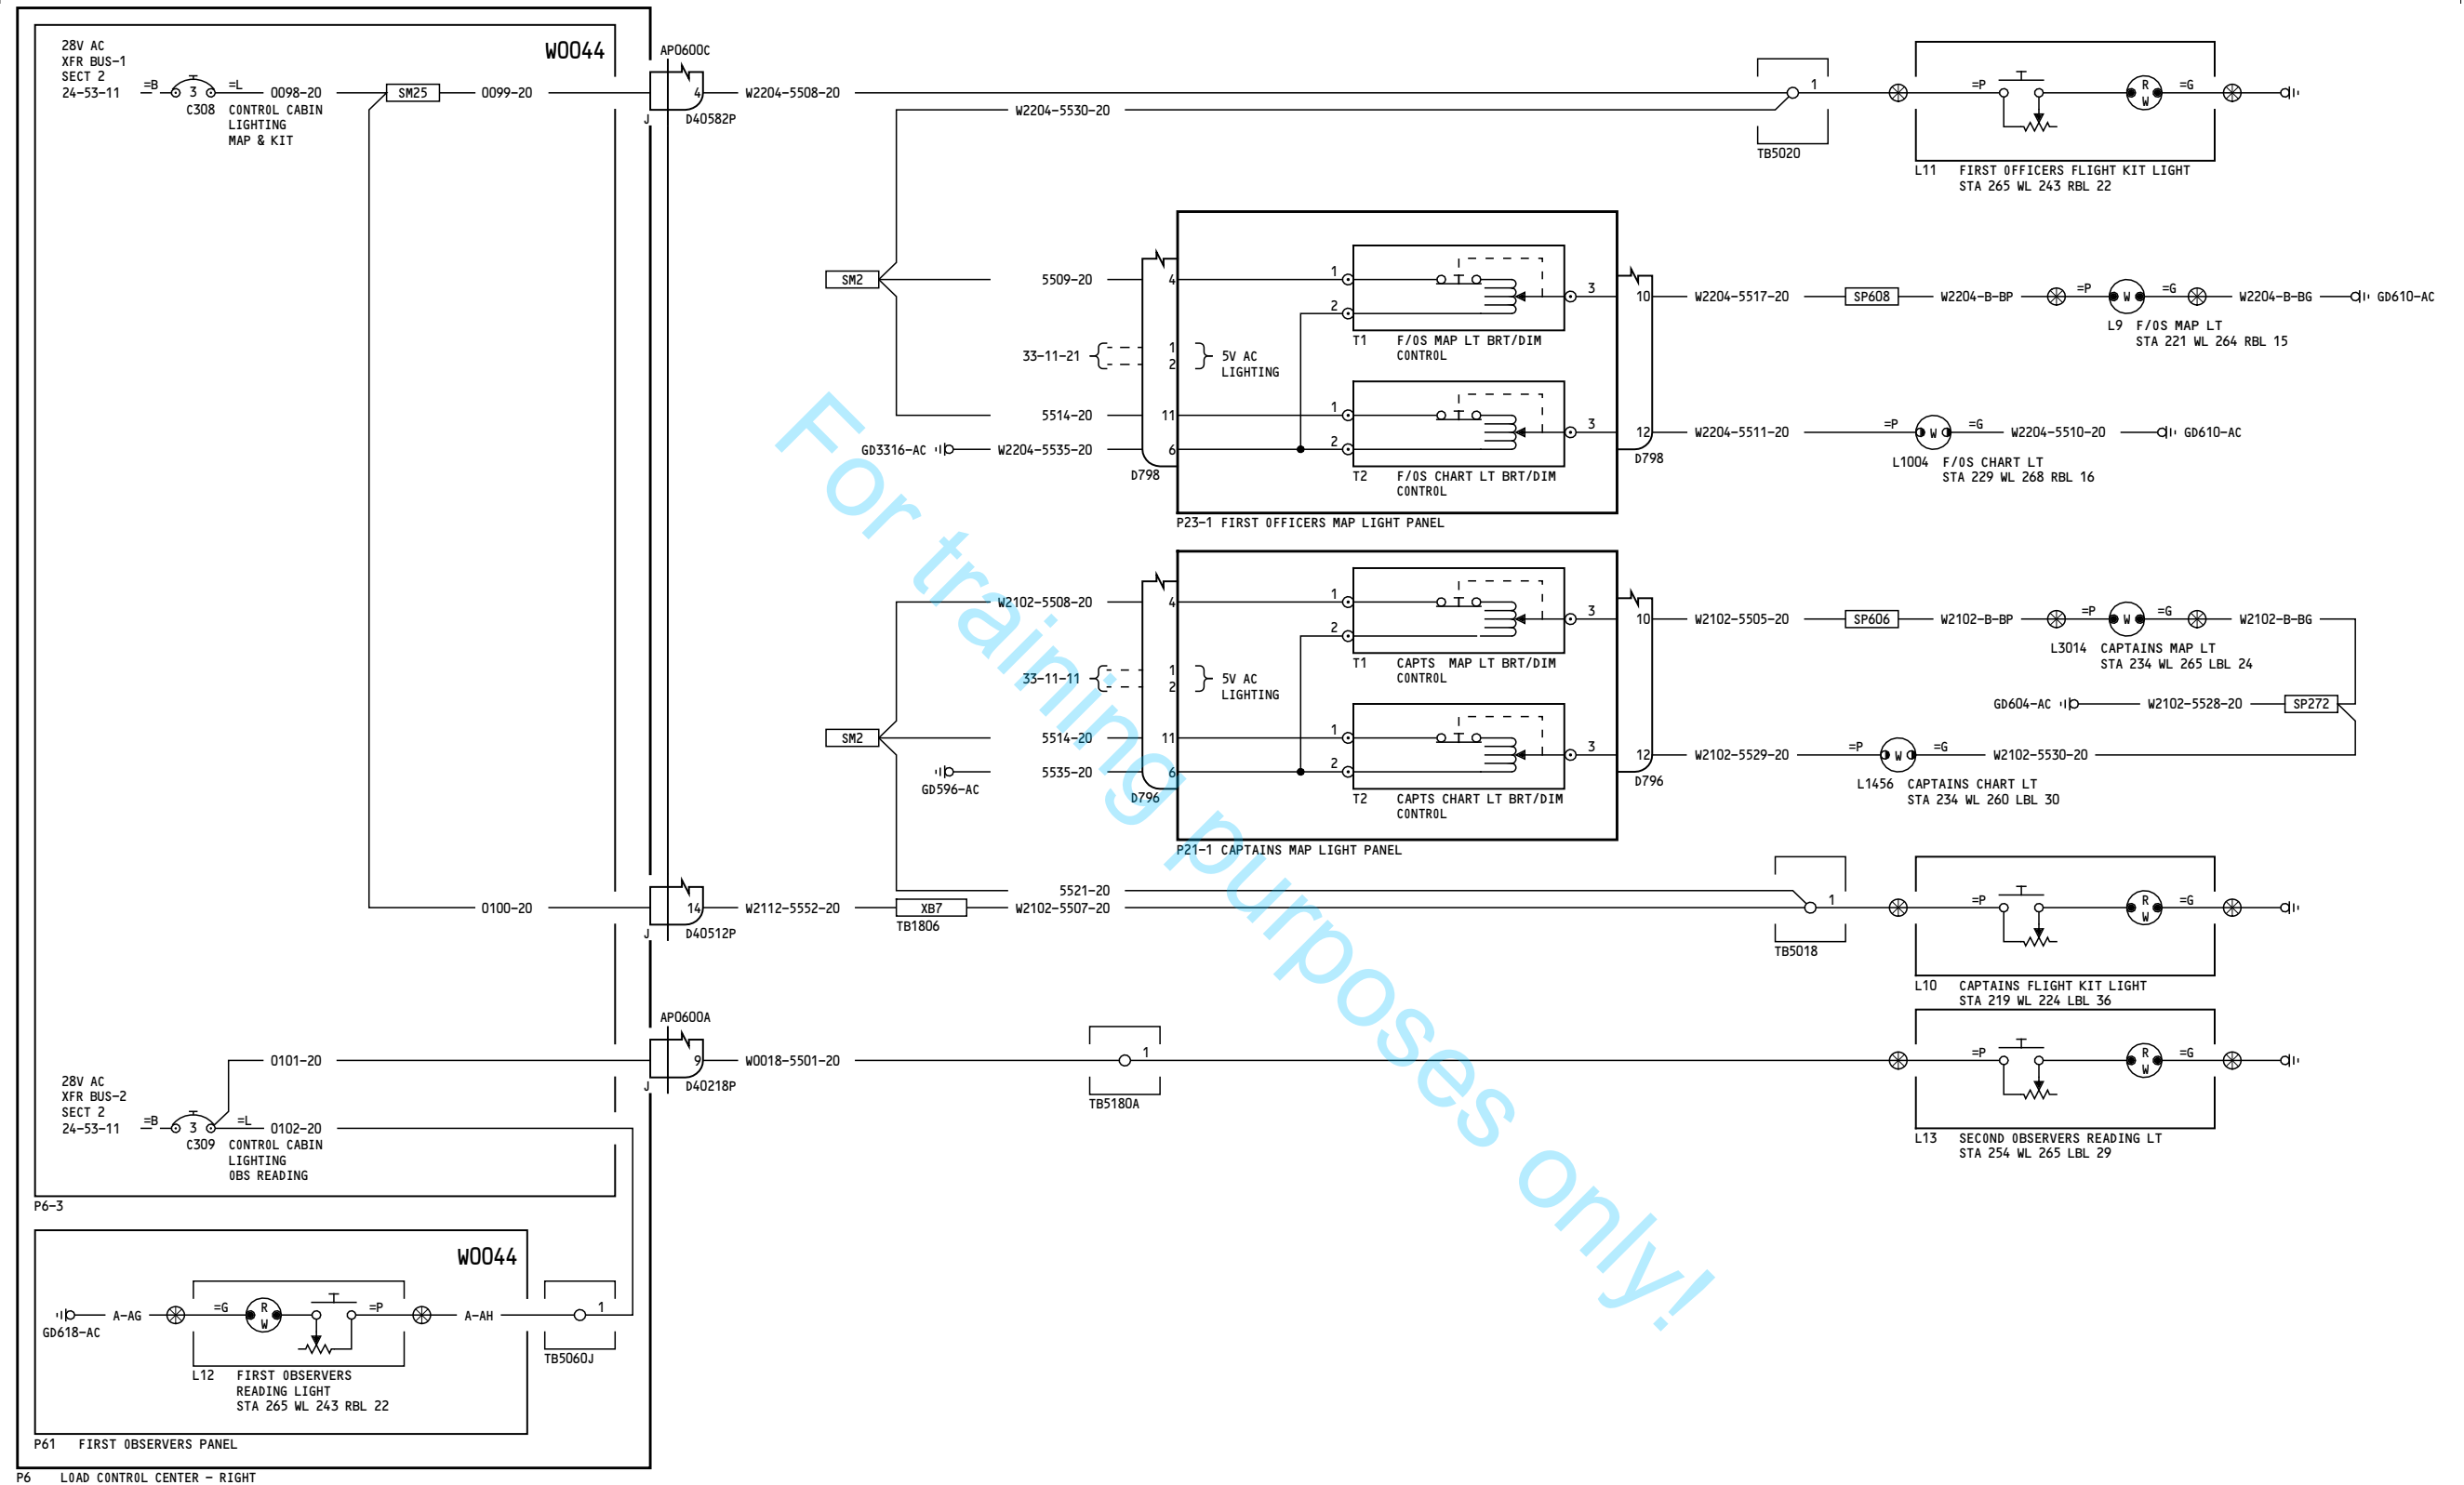 28V AC
XFR BUS-1
SECT 2
24-53-11
=B
3
=L
C308
CONTROL CABIN
LIGHTING
MAP & KIT
0098-20
SM25
0099-20
W0044
AP0600C
4
J
D40582P
W2204-5508-20
W2204-5530-20
1
TB5020
=P
R
W
=G
L11 FIRST OFFICERS FLIGHT KIT LIGHT
STA 265 WL 243 RBL 22
SM2
5509-20
4
33-11-21
1
2
5V AC
LIGHTING
5514-20
11
GD3316-AC
W2204-5535-20
6
D798
1
2
3
T1 F/OS MAP LT BRT/DIM
CONTROL
1
2
3
T2 F/OS CHART LT BRT/DIM
CONTROL
P23-1 FIRST OFFICERS MAP LIGHT PANEL
10
12
D798
W2204-5517-20
SP608
W2204-B-BP
=P
W
=G
W2204-B-BG
GD610-AC
L9 F/OS MAP LT
STA 221 WL 264 RBL 15
W2204-5511-20
=P
W
=G
W2204-5510-20
GD610-AC
L1004 F/OS CHART LT
STA 229 WL 268 RBL 16
SM2
W2102-5508-20
4
33-11-11
1
2
5V AC
LIGHTING
5514-20
11
GD596-AC
5535-20
6
D796
1
2
3
T1 CAPTS MAP LT BRT/DIM
CONTROL
1
2
3
T2 CAPTS CHART LT BRT/DIM
CONTROL
P21-1 CAPTAINS MAP LIGHT PANEL
10
12
D796
W2102-5505-20
SP606
W2102-B-BP
=P
W
=G
W2102-B-BG
L3014 CAPTAINS MAP LT
STA 234 WL 265 LBL 24
GD604-AC
W2102-5528-20
SP272
W2102-5529-20
=P
W
=G
W2102-5530-20
L1456 CAPTAINS CHART LT
STA 234 WL 260 LBL 30
0100-20
14
J
D40512P
W2112-5552-20
XB7
TB1806
5521-20
W2102-5507-20
1
TB5018
=P
R
W
=G
L10 CAPTAINS FLIGHT KIT LIGHT
STA 219 WL 224 LBL 36
AP0600A
0101-20
9
J
D40218P
W0018-5501-20
1
TB5180A
=P
R
W
=G
L13 SECOND OBSERVERS READING LT
STA 254 WL 265 LBL 29
28V AC
XFR BUS-2
SECT 2
24-53-11
=B
3
=L
0102-20
C309
CONTROL CABIN
LIGHTING
OBS READING
P6-3
W0044
GD618-AC
A-AG
=G
R
W
=P
A-AH
1
TB5060J
L12 FIRST OBSERVERS
READING LIGHT
STA 265 WL 243 RBL 22
P61 FIRST OBSERVERS PANEL
P6 LOAD CONTROL CENTER - RIGHT
For training purposes only!